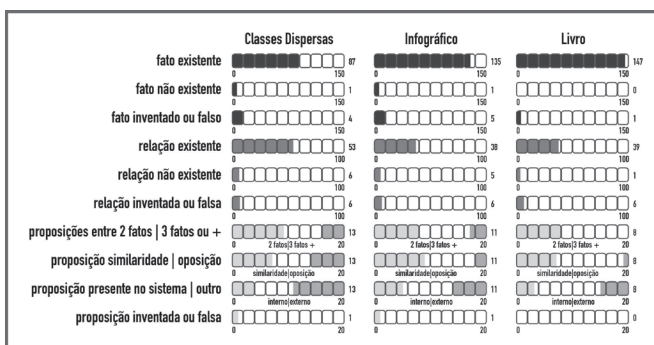 Classes Dispersas Infográfico Livro
fato existente 87 135 147
0 150 0 150 0 150
fato não existente 1 1 0
0 150 0 150 0 150
fato inventado ou falso 4 5 1
0 150 0 150 0 150
relação existente 53 38 39
0 100 0 100 0 100
relação não existente 6 5 1
0 100 0 100 0 100
relação inventada ou falsa 6 6 6
0 100 0 100 0 100
proposições entre 2 fatos | 3 fatos ou + 13 11 8
0 2 fatos|3 fatos + 20 0 2 fatos|3 fatos + 20 0 2 fatos|3 fatos + 20
proposição similaridade | oposição 13 11 8
0 similaridade|oposição 20 0 similaridade|oposição 20 0 similaridade|oposição 20
proposição presente no sistema | outro 13 11 8
0 interno|externo 20 0 interno|externo 20 0 interno|externo 20
proposição inventada ou falsa 1 1 0
0 20 0 20 0 20